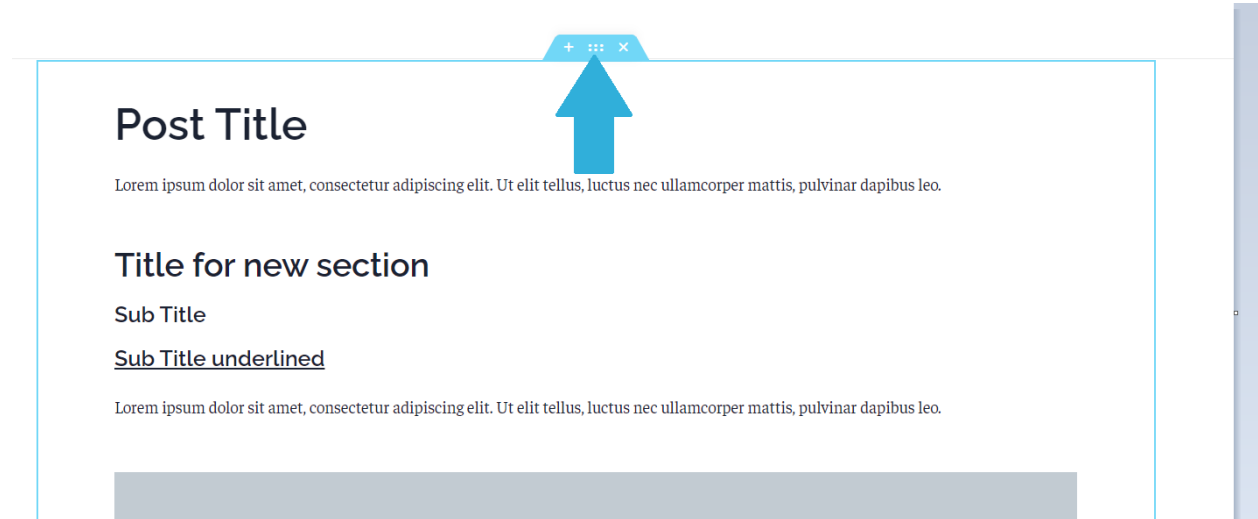 Post Title
Lorem ipsum dolor sit amet, consectetur adipiscing elit. Ut elit tellus, luctus nec ullamcorper mattis, pulvinar dapibus leo.
Title for new section
Sub Title
Sub Title underlined
Lorem ipsum dolor sit amet, consectetur adipiscing elit. Ut elit tellus, luctus nec ullamcorper mattis, pulvinar dapibus leo.